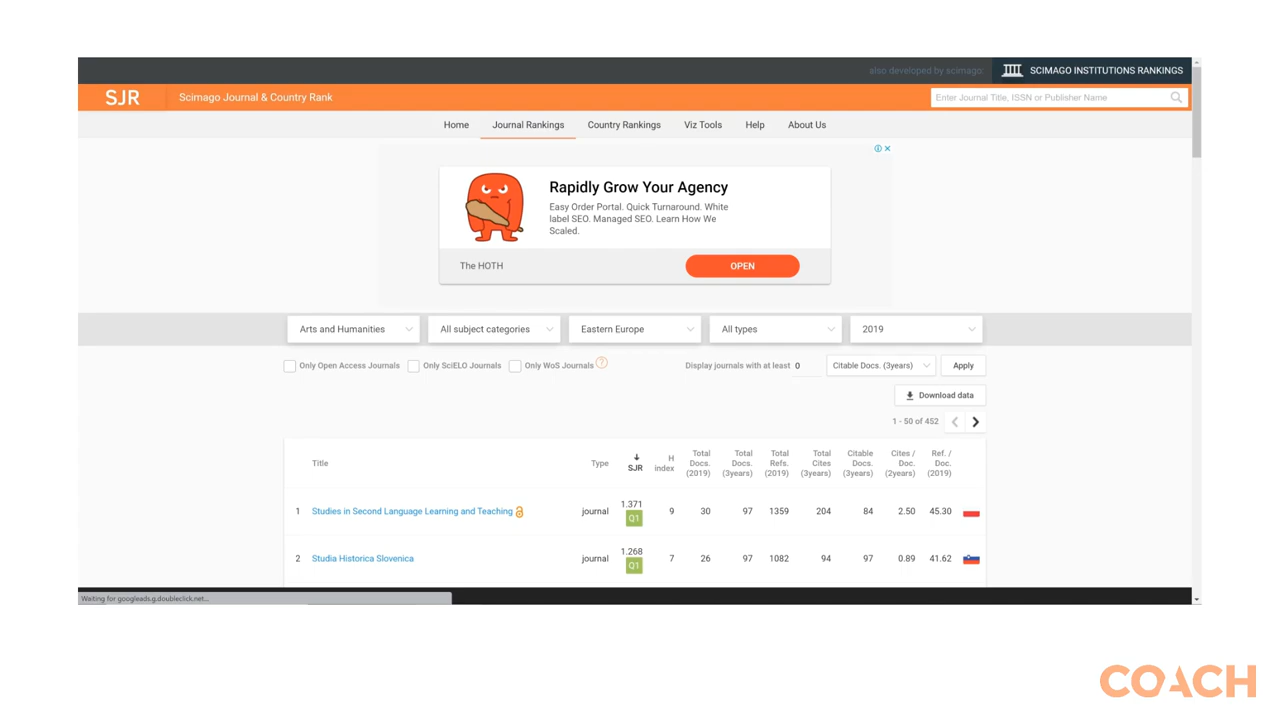 also developed by scimago:
SCIMAGO INSTITUTIONS RANKINGS
SJR
Scimago Journal & Country Rank
Enter Journal Title, ISSN or Publisher Name
Home
Journal Rankings
Country Rankings
Viz Tools
Help
About Us
Rapidly Grow Your Agency
Easy Order Portal. Quick Turnaround. White
label SEO. Managed SEO. Learn How We
Scaled.
The HOTH
OPEN
Arts and Humanities
All subject categories
Eastern Europe
All types
2019
Only Open Access Journals
Only SciELO Journals
Only WoS Journals
?
Display journals with at least 0
Citable Docs. (3years)
Apply
Download data
1 - 50 of 452
Title
Type
SJR
H index
Total Docs. (2019)
Total Docs. (3years)
Total Refs. (2019)
Total Cites (3years)
Citable Docs. (3years)
Cites / Doc. (2years)
Ref. / Doc. (2019)
1 Studies in Second Language Learning and Teaching journal 1.371 Q1 9 30 97 1359 204 84 2.50 45.30
2 Studia Historica Slovenica journal 1.268 Q1 7 26 97 1082 94 97 0.89 41.62
Waiting for googleads.g.doubleclick.net...
COACH